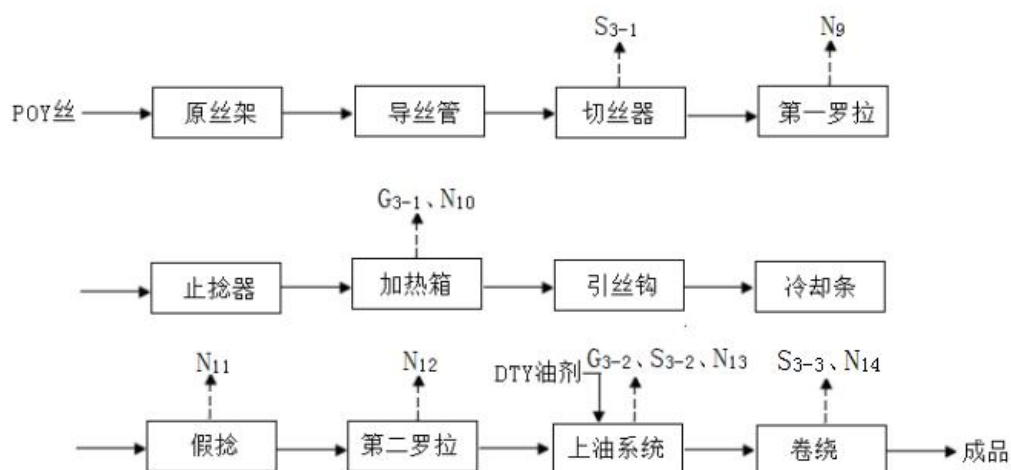 S3-1 N9
POY丝 原丝架 导丝管 切丝器 第一罗拉
G3-1、N10
止捻器 加热箱 引丝钩 冷却条
N11 N12 DTY油剂 G3-2、S3-2、N13 S3-3、N14
假捻 第二罗拉 上油系统 卷绕 成品